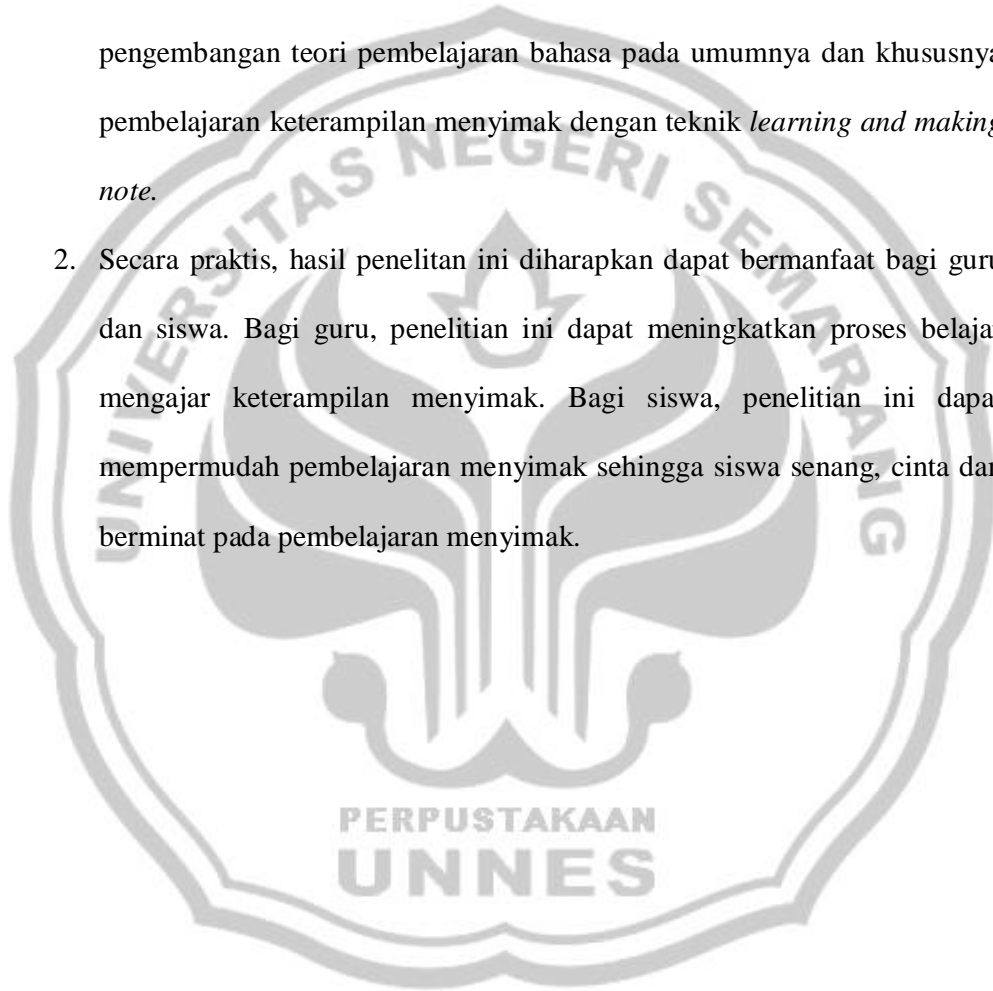 pengembangan teori pembelajaran bahasa pada umumnya dan khususnya
pembelajaran keterampilan menyimak dengan teknik learning and making
note.
2. Secara praktis, hasil penelitan ini diharapkan dapat bermanfaat bagi guru
dan siswa. Bagi guru, penelitian ini dapat meningkatkan proses belajar
mengajar keterampilan menyimak. Bagi siswa, penelitian ini dapa
mempermudah pembelajaran menyimak sehingga siswa senang, cinta dan
berminat pada pembelajaran menyimak.
UNIVERSITAS NEGERI SEMARANG
PERPUSTAKAAN
UNNES